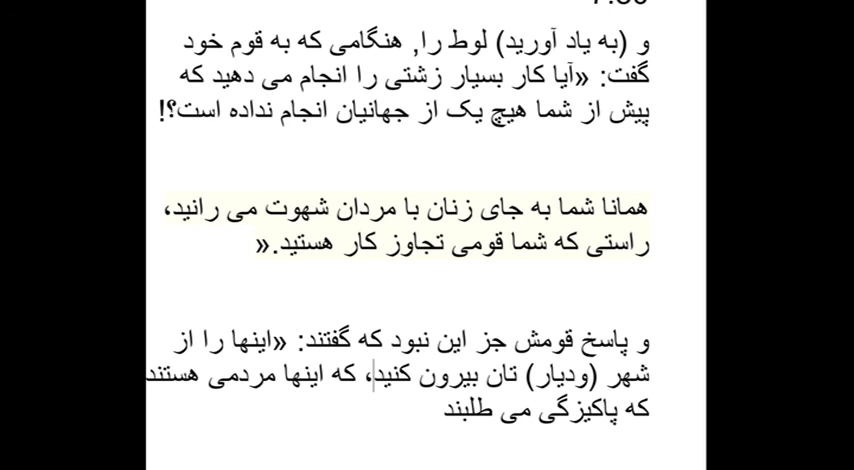 و (به یاد آورید) لوط را, هنگامی که به قوم خود
گفت: «آیا کار بسیار زشتی را انجام می دهید که
پیش از شما هیچ یک از جهانیان انجام نداده است؟!
همانا شما به جای زنان با مردان شهوت می رانید،
راستی که شما قومی تجاوز کار هستید.»
و پاسخ قومش جز این نبود که گفتند: «اینها را از
شهر (ودیار) تان بیرون کنید، که اینها مردمی هستند
که پاکیزگی می طلبند